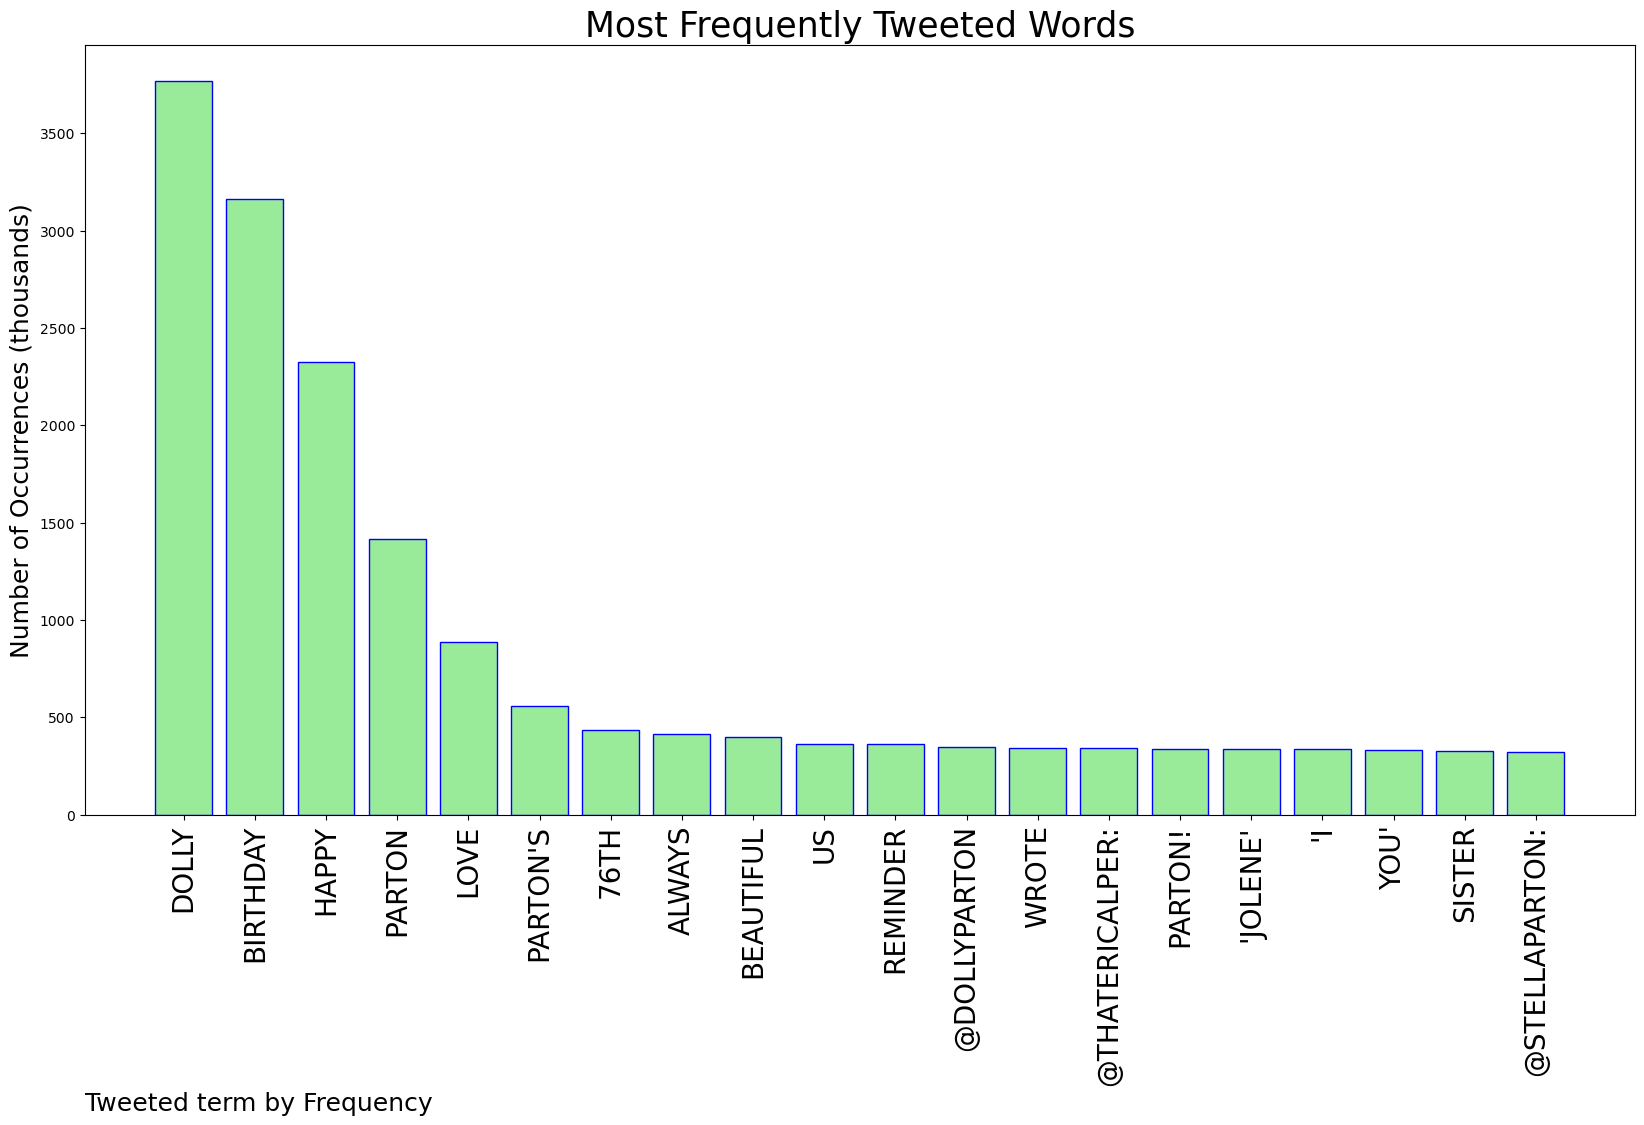 Most Frequently Tweeted Words
Number of Occurrences (thousands)
3500
3000
2500
2000
1500
1000
500
0
DOLLY
BIRTHDAY
HAPPY
PARTON
LOVE
PARTON'S
76TH
ALWAYS
BEAUTIFUL
US
REMINDER
@DOLLYPARTON
WROTE
@THATERICALPER:
PARTON!
'JOLENE'
'I
YOU'
SISTER
@STELLAPARTON:
Tweeted term by Frequency